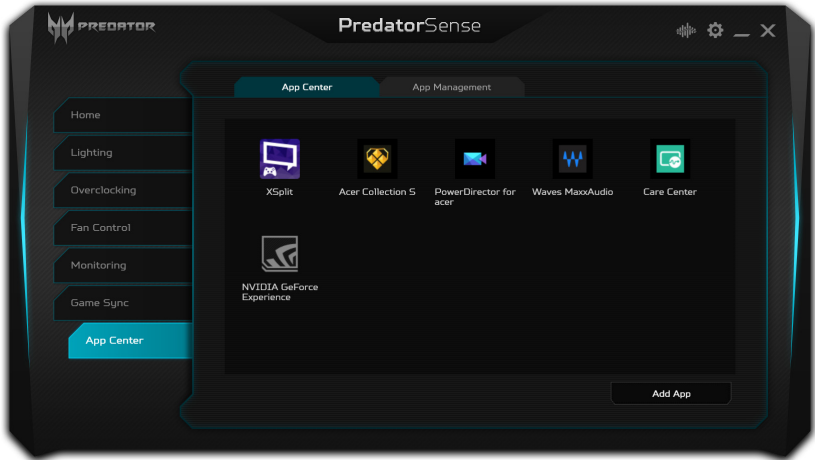 PREDATOR
PredatorSense
App Center
App Management
Home
Lighting
Overclocking
Fan Control
Monitoring
Game Sync
App Center
XSplit
Acer Collection S
PowerDirector for
acer
Waves MaxxAudio
Care Center
NVIDIA GeForce
Experience
Add App